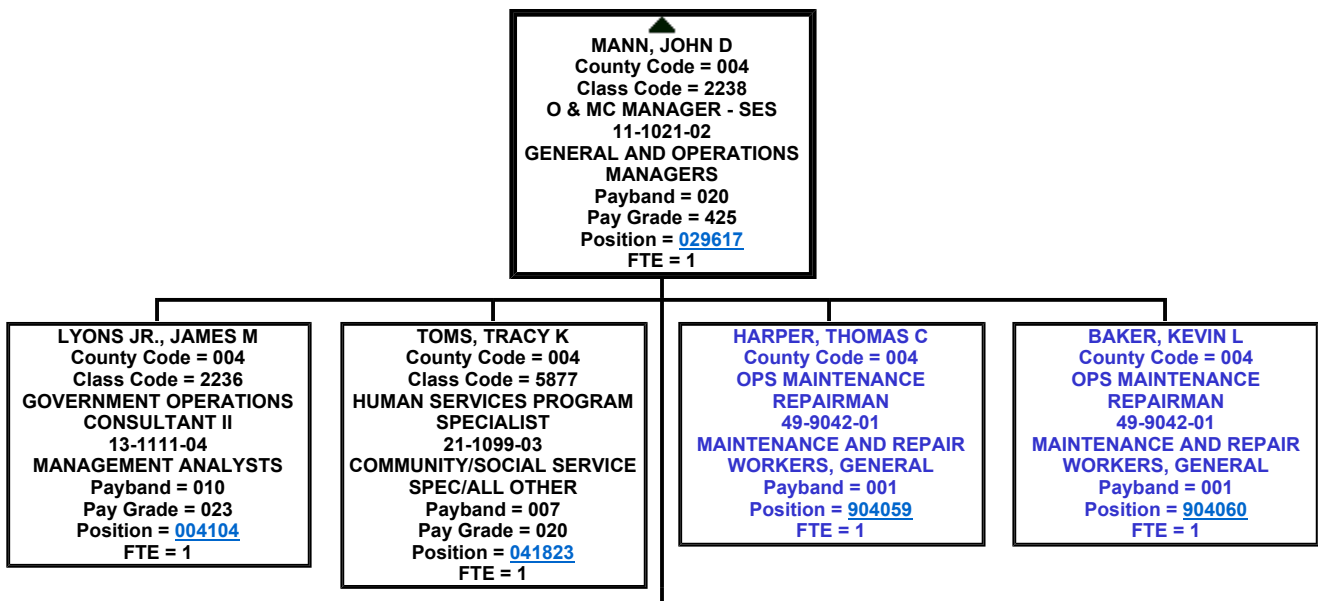 MANN, JOHN D
County Code = 004
Class Code = 2238
O & MC MANAGER - SES
11-1021-02
GENERAL AND OPERATIONS
MANAGERS
Payband = 020
Pay Grade = 425
Position = 029617
FTE = 1
LYONS JR., JAMES M
County Code = 004
Class Code = 2236
GOVERNMENT OPERATIONS
CONSULTANT II
13-1111-04
MANAGEMENT ANALYSTS
Payband = 010
Pay Grade = 023
Position = 004104
FTE = 1
TOMS, TRACY K
County Code = 004
Class Code = 5877
HUMAN SERVICES PROGRAM
SPECIALIST
21-1099-03
COMMUNITY/SOCIAL SERVICE
SPEC/ALL OTHER
Payband = 007
Pay Grade = 020
Position = 041823
FTE = 1
HARPER, THOMAS C
County Code = 004
OPS MAINTENANCE
REPAIRMAN
49-9042-01
MAINTENANCE AND REPAIR
WORKERS, GENERAL
Payband = 001
Position = 904059
FTE = 1
BAKER, KEVIN L
County Code = 004
OPS MAINTENANCE
REPAIRMAN
49-9042-01
MAINTENANCE AND REPAIR
WORKERS, GENERAL
Payband = 001
Position = 904060
FTE = 1